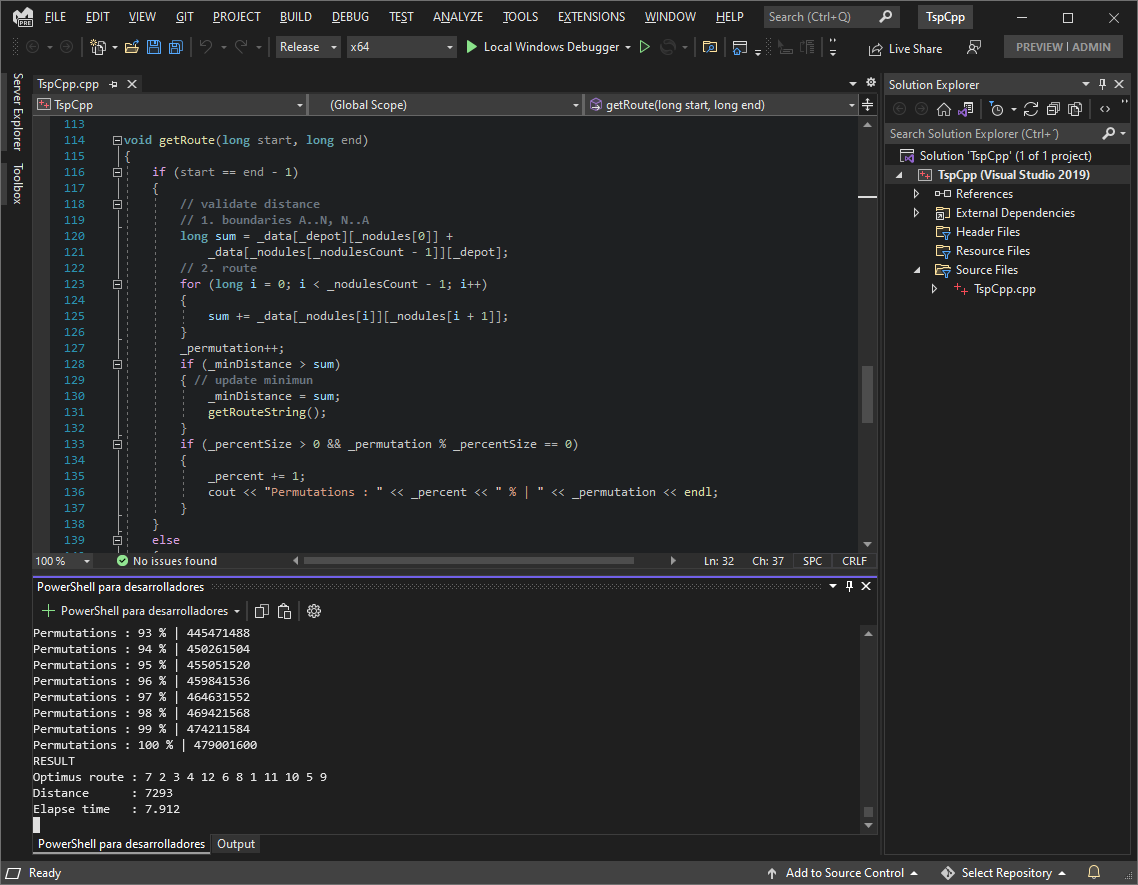 FILE EDIT VIEW GIT PROJECT BUILD DEBUG TEST ANALYZE TOOLS EXTENSIONS WINDOW HELP Search (Ctrl+Q) TspCpp
PRE
Release x64 Local Windows Debugger Live Share PREVIEW | ADMIN
Server Explorer
Toolbox
TspCpp.cpp
TspCpp (Global Scope) getRoute(long start, long end)
113
114 void getRoute(long start, long end)
115 {
116 if (start == end - 1)
117 {
118 // validate distance
119 // 1. boundaries A..N, N..A
120 long sum = _data[_depot][_nodules[0]] +
121 _data[_nodules[_nodulesCount - 1]][_depot];
122 // 2. route
123 for (long i = 0; i < _nodulesCount - 1; i++)
124 {
125 sum += _data[_nodules[i]][_nodules[i + 1]];
126 }
127 _permutation++;
128 if (_minDistance > sum)
129 { // update minimun
130 _minDistance = sum;
131 getRouteString();
132 }
133 if (_percentSize > 0 && _permutation % _percentSize == 0)
134 {
135 _percent += 1;
136 cout << "Permutations : " << _percent << " % | " << _permutation << endl;
137 }
138 }
139 else
100 % No issues found Ln: 32 Ch: 37 SPC CRLF
PowerShell para desarrolladores
PowerShell para desarrolladores
Permutations : 93 % | 445471488
Permutations : 94 % | 450261504
Permutations : 95 % | 455051520
Permutations : 96 % | 459841536
Permutations : 97 % | 464631552
Permutations : 98 % | 469421568
Permutations : 99 % | 474211584
Permutations : 100 % | 479001600
RESULT
Optimus route : 7 2 3 4 12 6 8 1 11 10 5 9
Distance : 7293
Elapse time : 7.912
PowerShell para desarrolladores Output
Solution Explorer
Search Solution Explorer (Ctrl+´)
Solution 'TspCpp' (1 of 1 project)
TspCpp (Visual Studio 2019)
References
External Dependencies
Header Files
Resource Files
Source Files
TspCpp.cpp
Ready Add to Source Control Select Repository